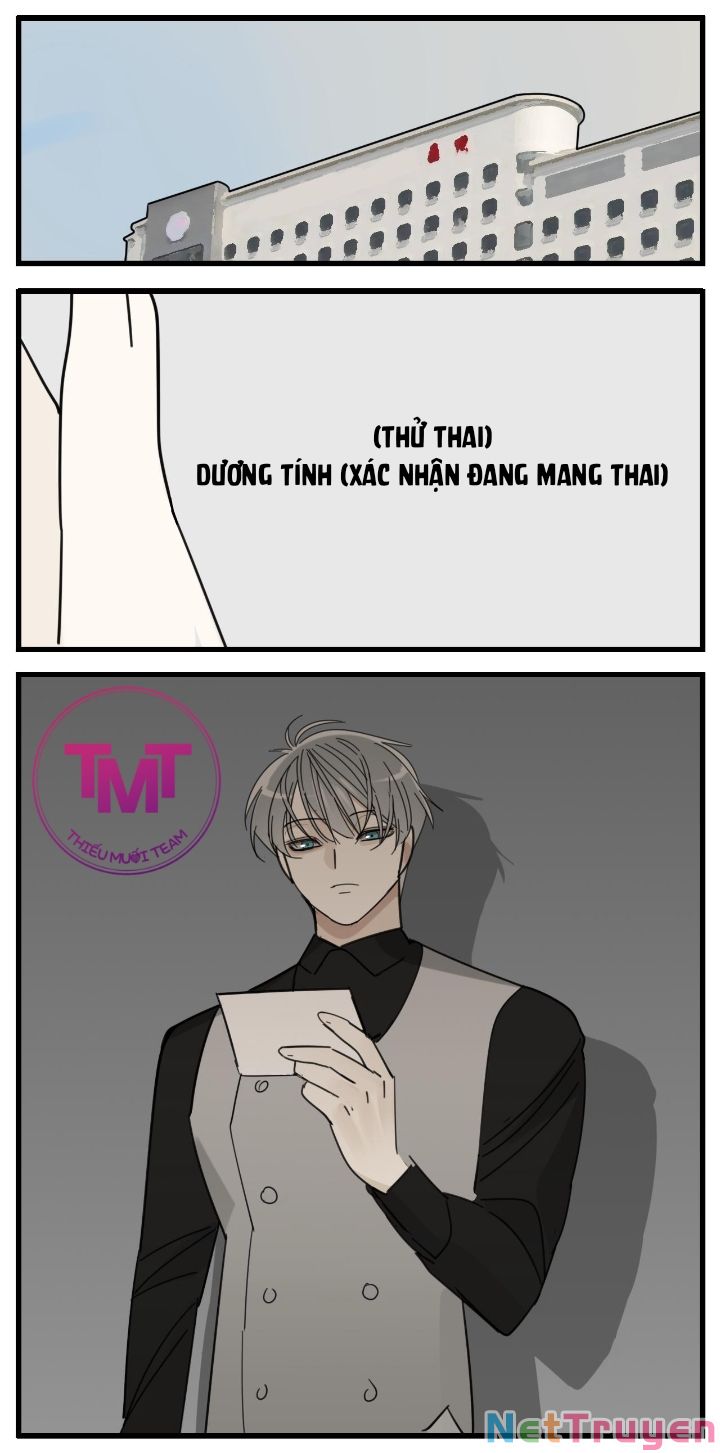 (THỬ THAI)
DƯƠNG TÍNH (XÁC NHẬN ĐANG MANG THAI)
TMT
THIẾU MUỐI TEAM
NETTRUYEN